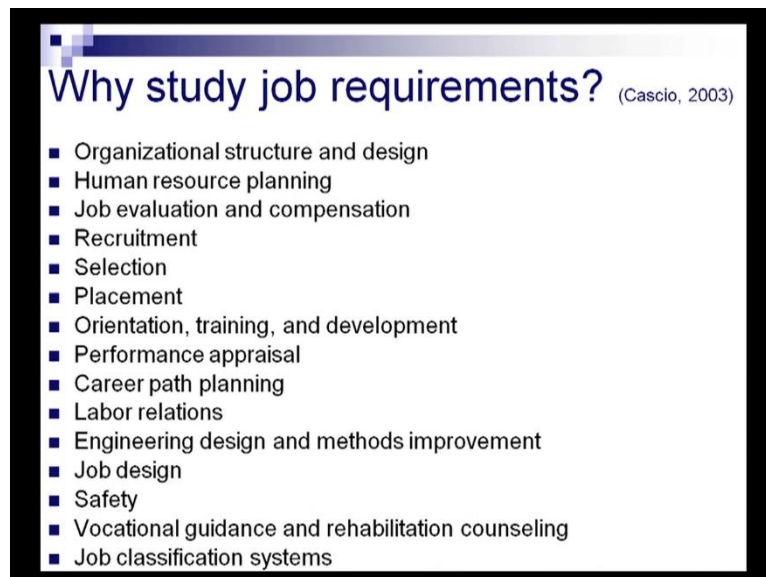 Why study job requirements? (Cascio, 2003)
Organizational structure and design
Human resource planning
Job evaluation and compensation
Recruitment
Selection
Placement
Orientation, training, and development
Performance appraisal
Career path planning
Labor relations
Engineering design and methods improvement
Job design
Safety
Vocational guidance and rehabilitation counseling
Job classification systems